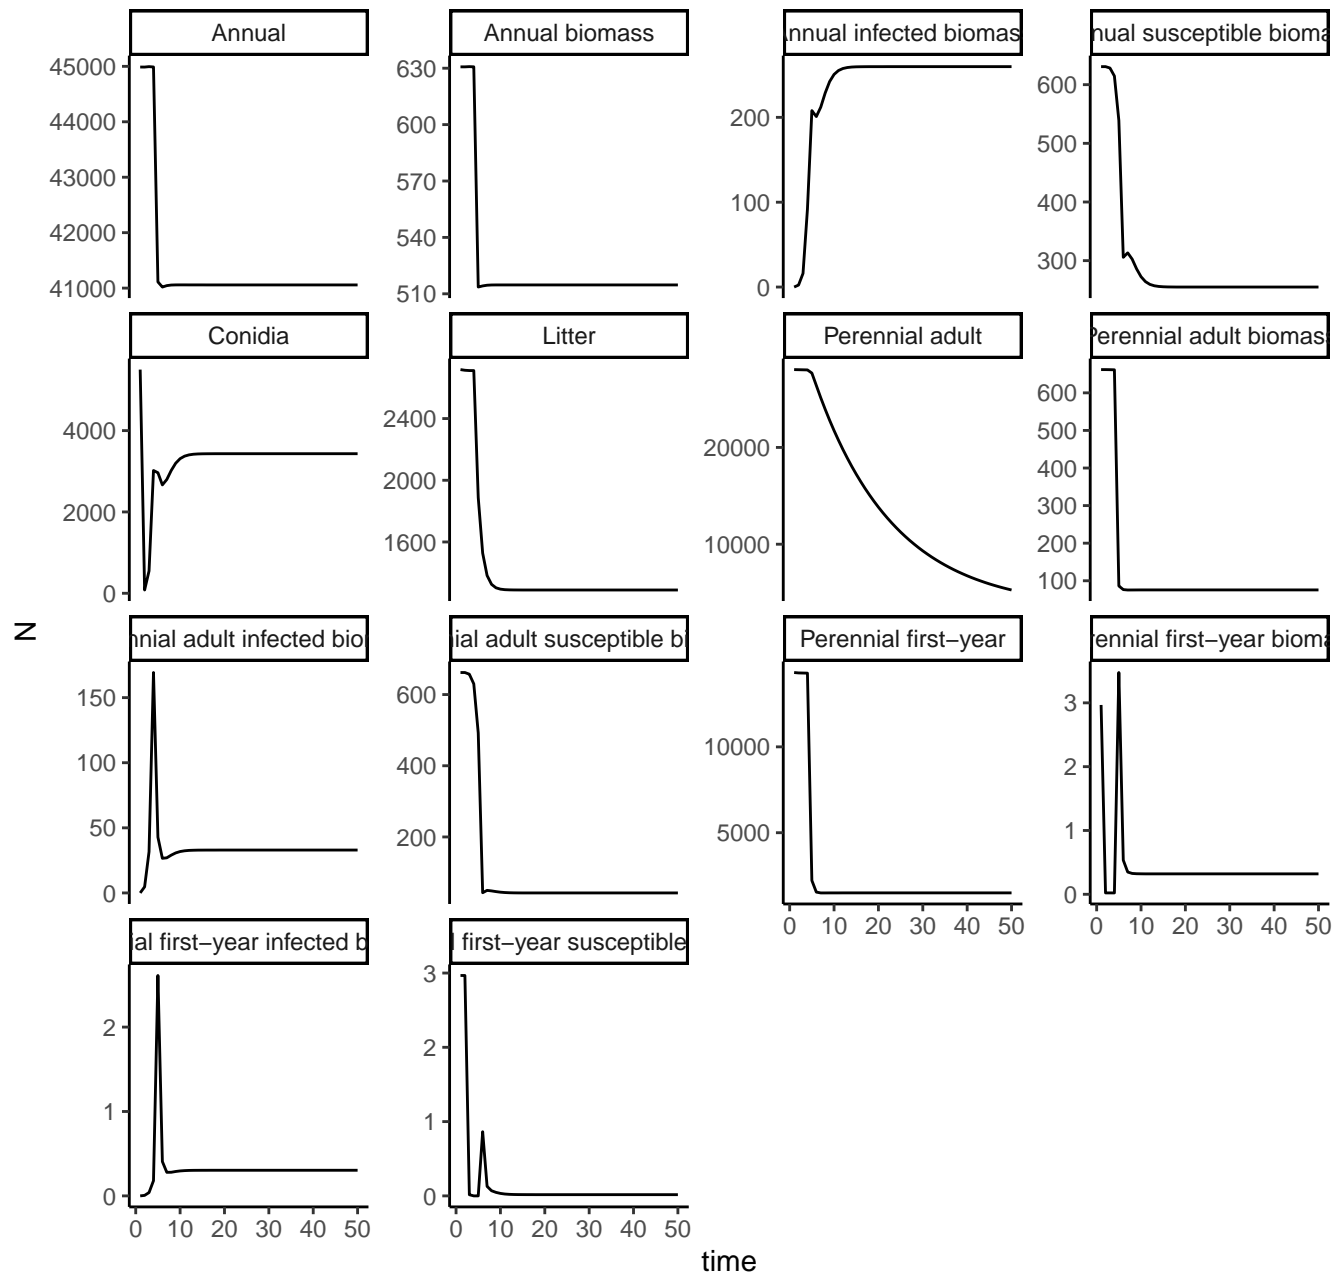 Annual
Annual biomass
nnual infected biomas
nual susceptible bioma
45000
44000
43000
42000
41000
630
600
570
540
510
200
100
0
600
500
400
300
Conidia
Litter
Perennial adult
Perennial adult biomas
4000
2000
0
2400
2000
1600
20000
10000
600
500
400
300
200
100
N
nnial adult infected bio
ial adult susceptible bi
Perennial first−year
rennial first−year bioma
150
100
50
0
600
400
200
10000
5000
3
2
1
0
0 10 20 30 40 50
0 10 20 30 40 50
ial first−year infected b
l first−year susceptible
2
1
0
3
2
1
0
0 10 20 30 40 50
0 10 20 30 40 50
time